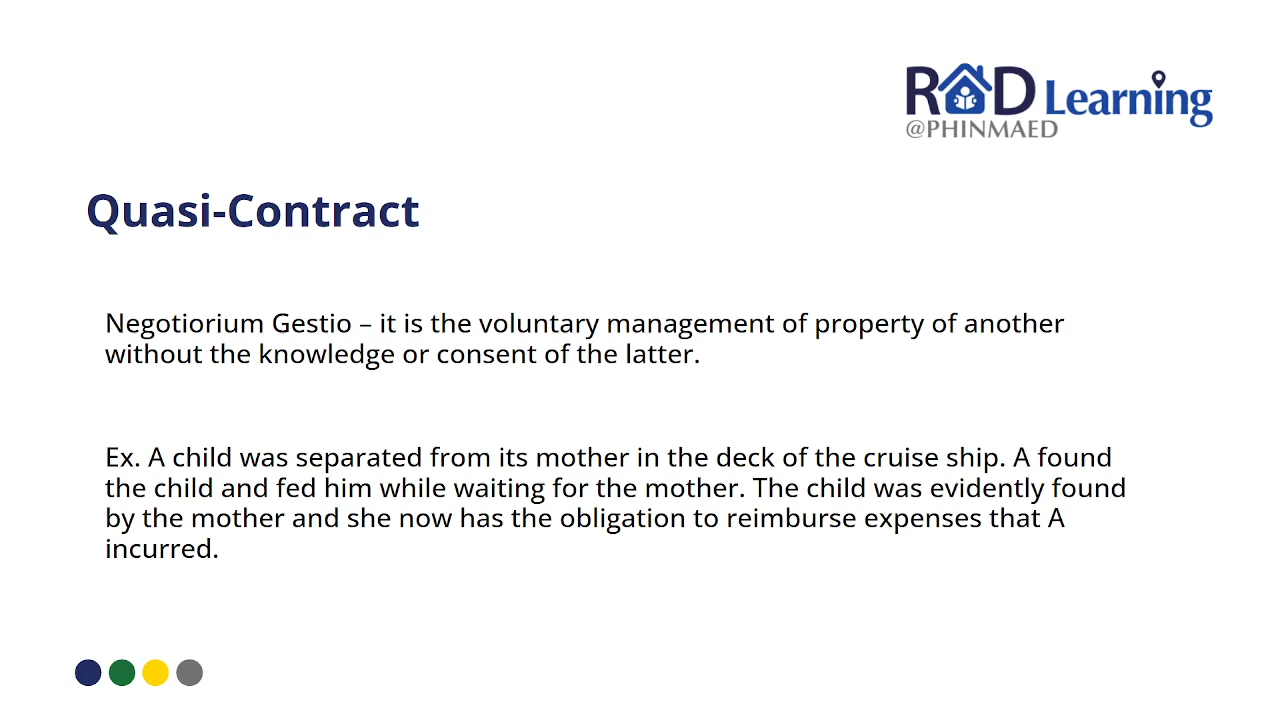 RAD Learning
@PHINMAED
Quasi-Contract
Negotiorium Gestio – it is the voluntary management of property of another
without the knowledge or consent of the latter.
Ex. A child was separated from its mother in the deck of the cruise ship. A found
the child and fed him while waiting for the mother. The child was evidently found
by the mother and she now has the obligation to reimburse expenses that A
incurred.